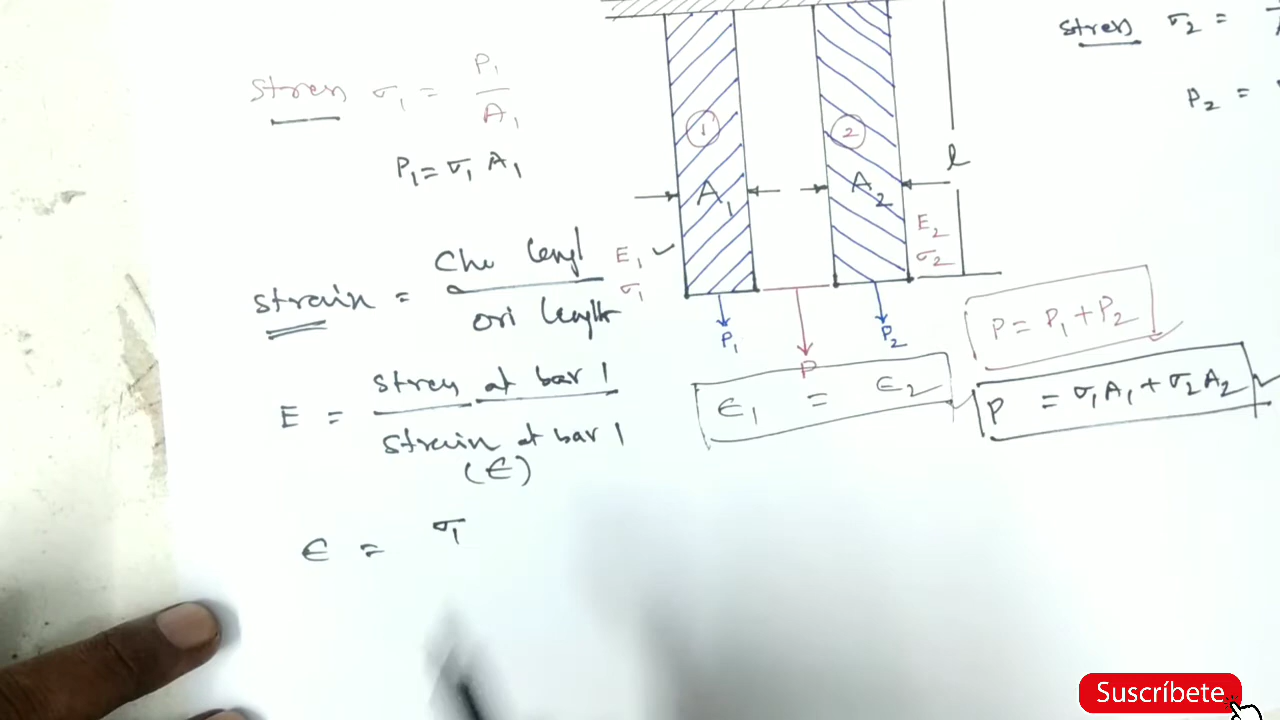 stress σ₁ = P₁ / A₁
P₁ = σ₁ A₁
strain = Che lengt / ori length
E = stress at bar 1 / strain at bar 1
(ϵ)
ϵ = σ₁
1
2
A₁
A₂
l
E₁
σ₁
E₂
σ₂
P₁
P
P₂
ϵ₁ = ϵ₂
stress σ₂ =
P₂ =
P = P₁ + P₂
P = σ₁A₁ + σ₂A₂
Suscríbete